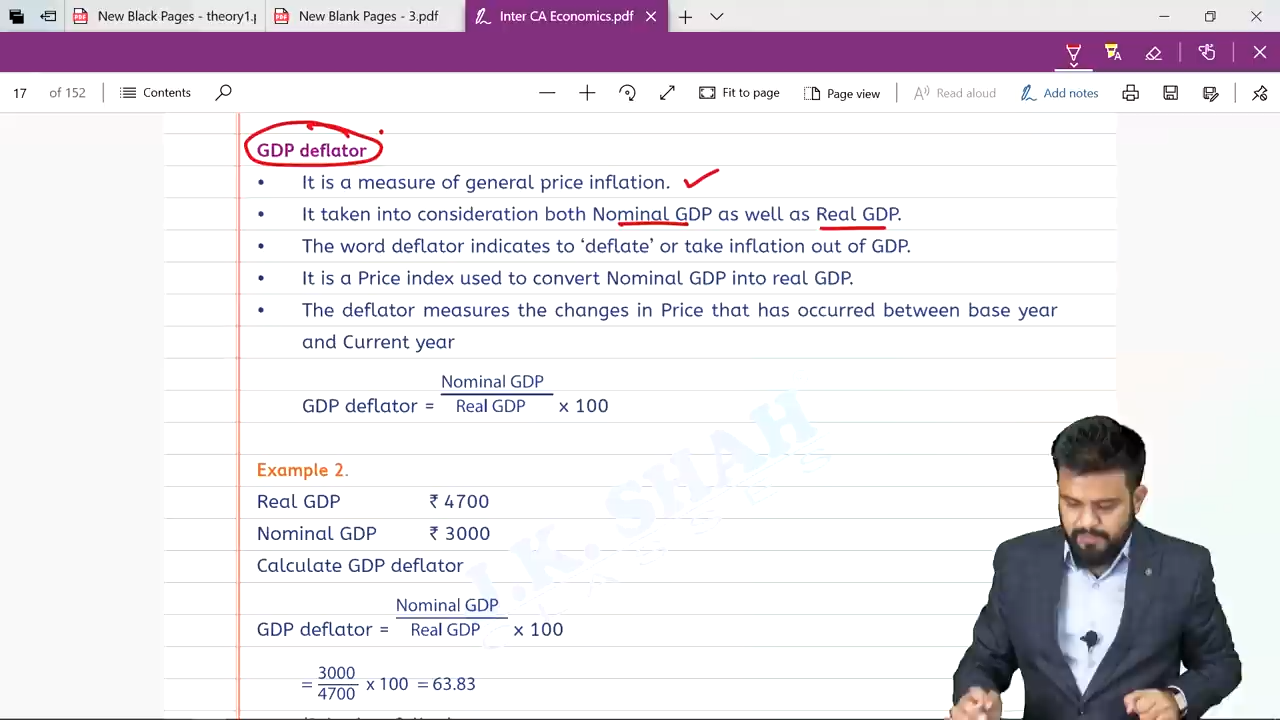 New Black Pages - theory1.p
New Blank Pages - 3.pdf
Inter CA Economics.pdf
17 of 152
Contents
Fit to page
Page view
Read aloud
Add notes
GDP deflator
• It is a measure of general price inflation.
• It taken into consideration both Nominal GDP as well as Real GDP.
• The word deflator indicates to ‘deflate’ or take inflation out of GDP.
• It is a Price index used to convert Nominal GDP into real GDP.
• The deflator measures the changes in Price that has occurred between base year
and Current year
Nominal GDP
GDP deflator = Real GDP x 100
Example 2.
Real GDP ₹ 4700
Nominal GDP ₹ 3000
Calculate GDP deflator
Nominal GDP
GDP deflator = Real GDP x 100
= 3000
4700 x 100 = 63.83
J.K. SHAH